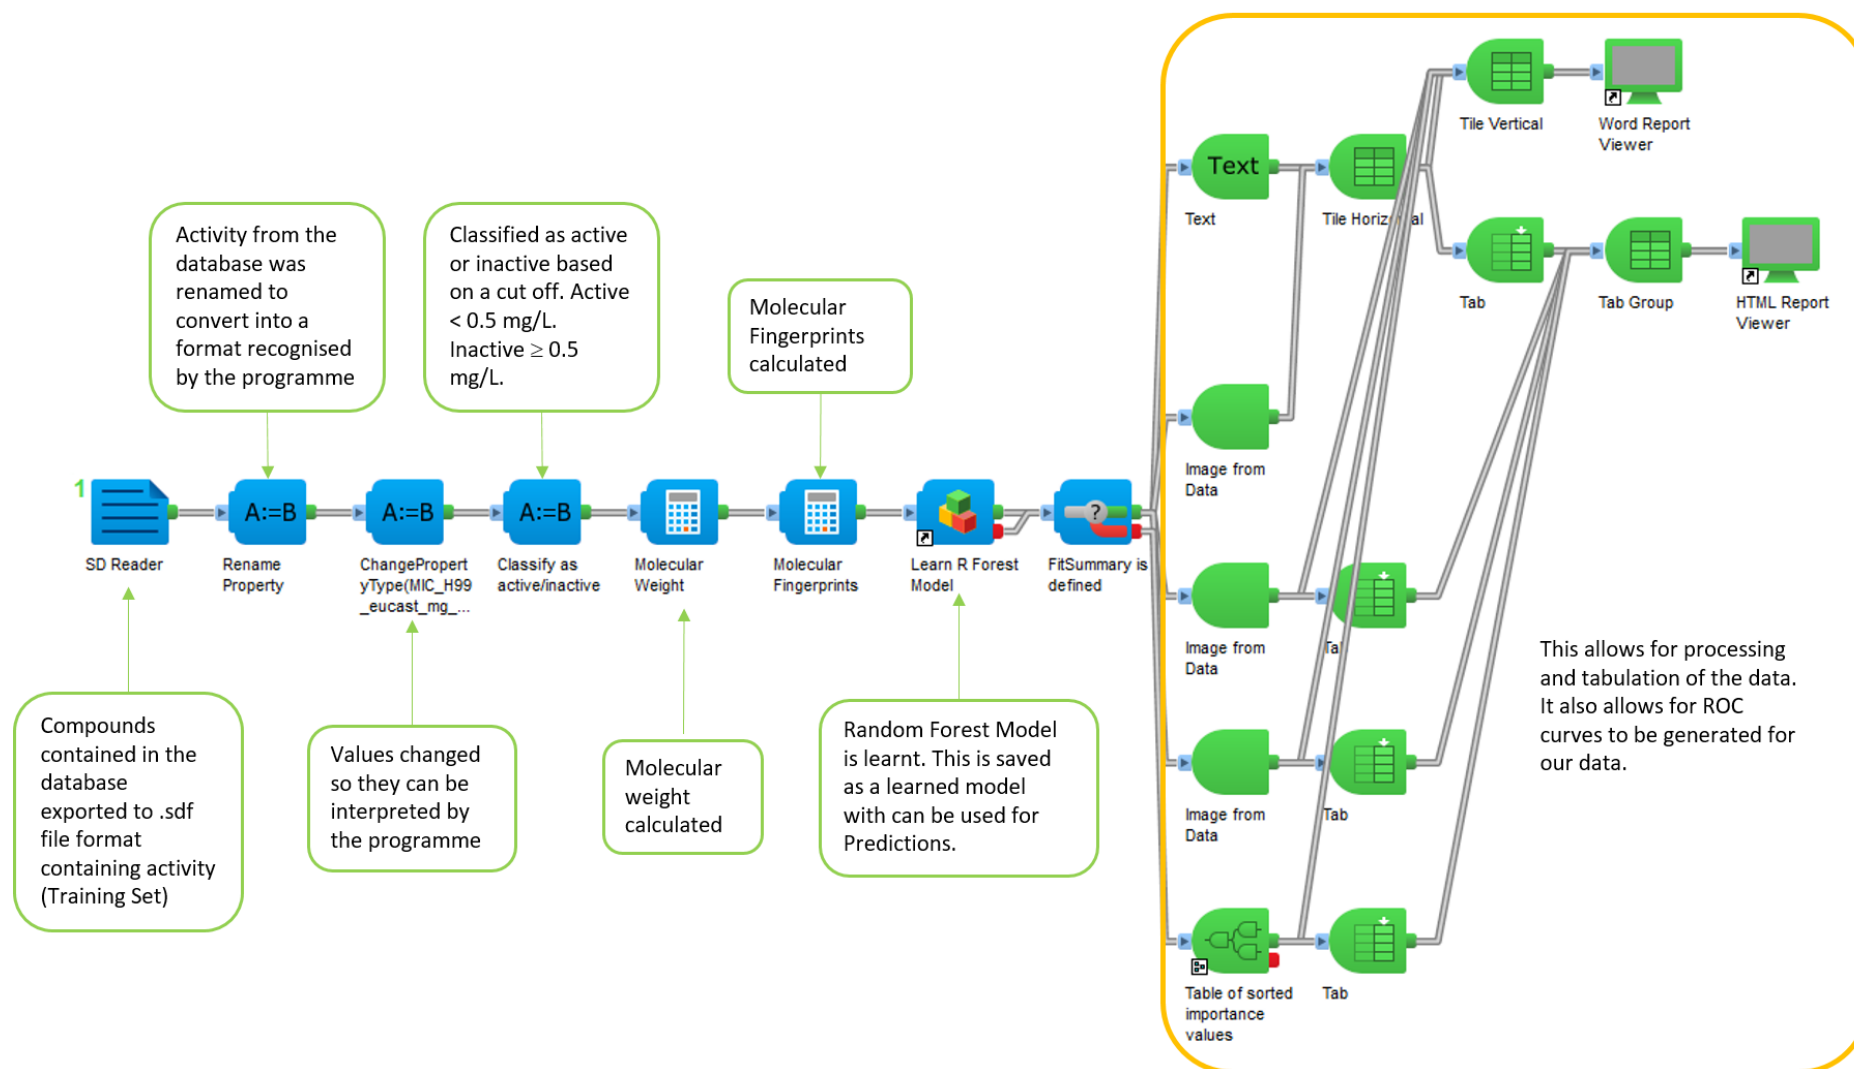 Activity from the
database was
renamed to
convert into a
format recognised
by the programme
Classified as active
or inactive based
on a cut off. Active
< 0.5 mg/L.
Inactive ≥ 0.5
mg/L.
Molecular
Fingerprints
calculated
1
A:=B
A:=B
A:=B
?
SD Reader
Rename
Property
ChangePropert
yType(MIC_H99
_eucast_mg_...
Classify as
active/inactive
Molecular
Weight
Molecular
Fingerprints
Learn R Forest
Model
FitSummary is
defined
Compounds
contained in the
database
exported to .sdf
file format
containing activity
(Training Set)
Values changed
so they can be
interpreted by
the programme
Molecular
weight
calculated
Random Forest Model
is learnt. This is saved
as a learned model
with can be used for
Predictions.
Tile Vertical
Word Report
Viewer
Text
Text
Tile Horizontal
Tab
Tab Group
HTML Report
Viewer
Image from
Data
Image from
Data
Tab
Image from
Data
Tab
Table of sorted
importance
values
Tab
This allows for processing
and tabulation of the data.
It also allows for ROC
curves to be generated for
our data.